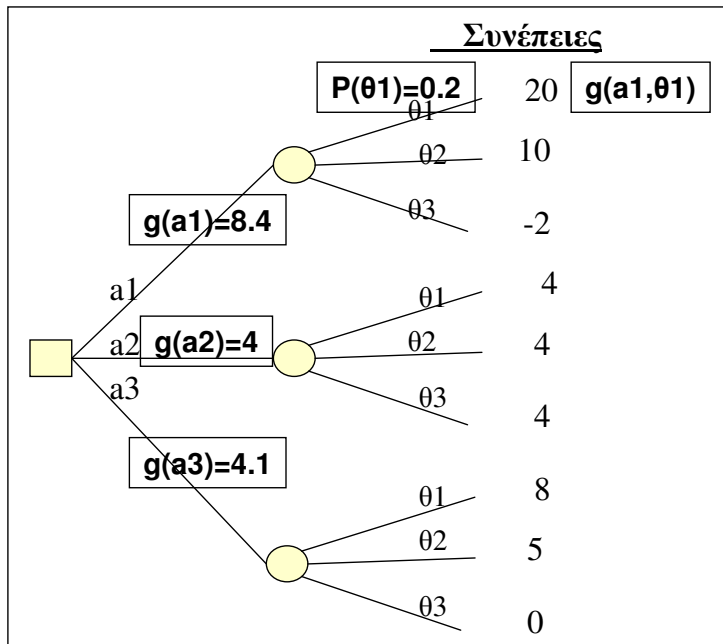 Συνέπειες
P(θ1)=0.2 20 g(a1,θ1)
θ1
θ2 10
θ3 -2
g(a1)=8.4
a1
θ1 4
a2 g(a2)=4 θ2 4
a3
θ3 4
g(a3)=4.1
θ1 8
θ2 5
θ3 0